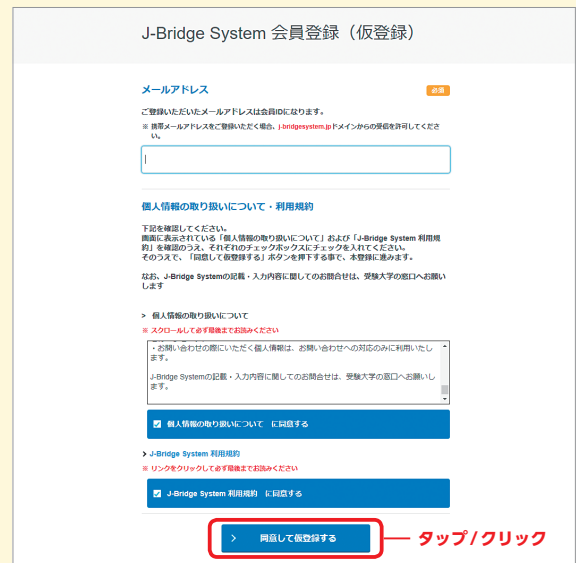 J-Bridge System 会員登録（仮登録）
メールアドレス
必須
ご登録いただいたメールアドレスは会員IDになります。
※ 携帯メールアドレスをご登録いただく場合、j-bridgesystem.jpドメインからの受信を許可してくださ
い。
個人情報の取り扱いについて・利用規約
下記を確認してください。
画面に表示されている「個人情報の取り扱いについて」および「J-Bridge System 利用規
約」を確認のうえ、それぞれのチェックボックスにチェックを入れてください。
そのうえで、「同意して仮登録する」ボタンを押下する事で、本登録に進みます。
なお、J-Bridge Systemの記載・入力内容に関してのお問合せは、受験大学の窓口へお願い
します
> 個人情報の取り扱いについて
※ スクロールして必ず最後までお読みください
・お問い合わせの際にいただく個人情報は、お問い合わせへの対応のみに利用いたし
ます。
J-Bridge Systemの記載・入力内容に関してのお問合せは、受験大学の窓口へお願いし
ます。
個人情報の取り扱いについて に同意する
> J-Bridge System 利用規約
※ リンクをクリックして必ず最後までお読みください
J-Bridge System 利用規約 に同意する
> 同意して仮登録する
タップ/クリック